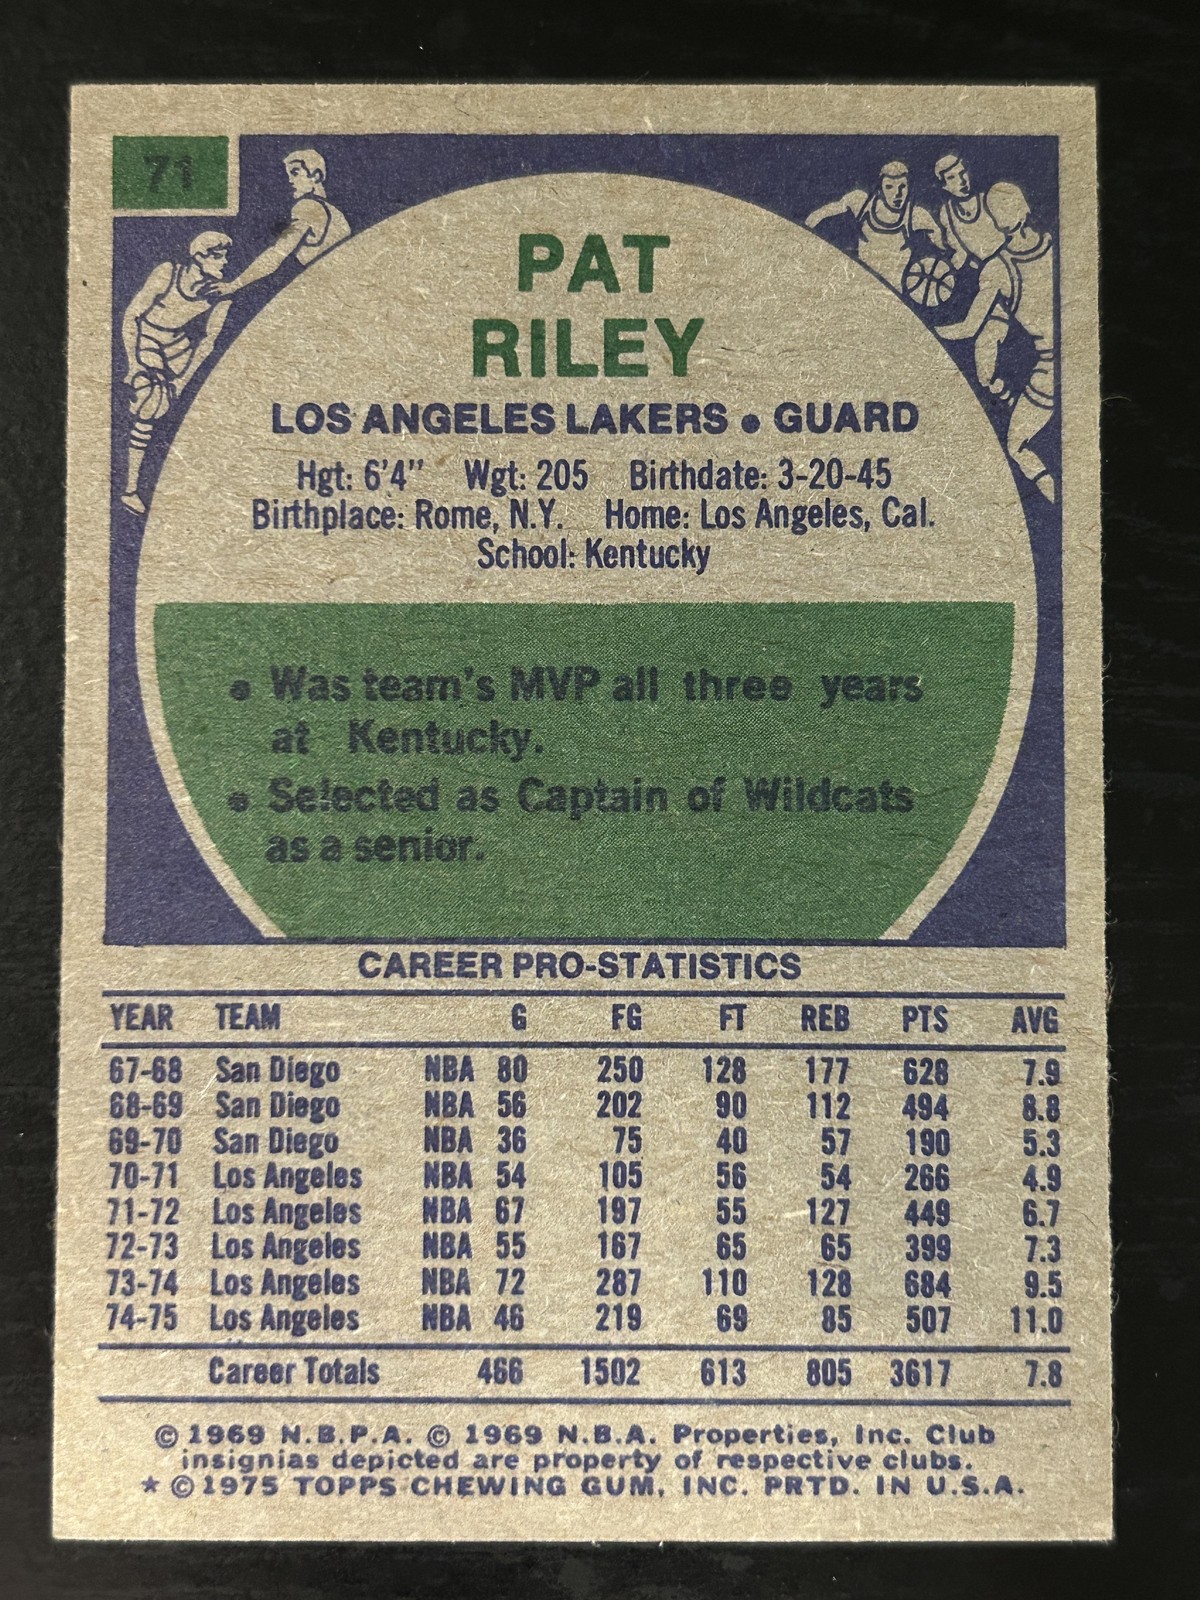 71
PAT
RILEY
LOS ANGELES LAKERS • GUARD
Hgt: 6'4" Wgt: 205 Birthdate: 3-20-45
Birthplace: Rome, N.Y. Home: Los Angeles, Cal.
School: Kentucky
• Was team's MVP all three years
at Kentucky.
• Selected as Captain of Wildcats
as a senior.
CAREER PRO-STATISTICS
YEAR TEAM G FG FT REB PTS AVG
67-68 San Diego NBA 80 250 128 177 628 7.9
68-69 San Diego NBA 56 202 90 112 494 8.8
69-70 San Diego NBA 36 75 40 57 190 5.3
70-71 Los Angeles NBA 54 105 56 54 266 4.9
71-72 Los Angeles NBA 67 197 55 127 449 6.7
72-73 Los Angeles NBA 55 167 65 65 399 7.3
73-74 Los Angeles NBA 72 287 110 128 684 9.5
74-75 Los Angeles NBA 46 219 69 85 507 11.0
Career Totals 466 1502 613 805 3617 7.8
© 1969 N.B.P.A. © 1969 N.B.A. Properties, Inc. Club
insignias depicted are property of respective clubs.
* © 1975 TOPPS CHEWING GUM, INC. PRTD. IN U.S.A.